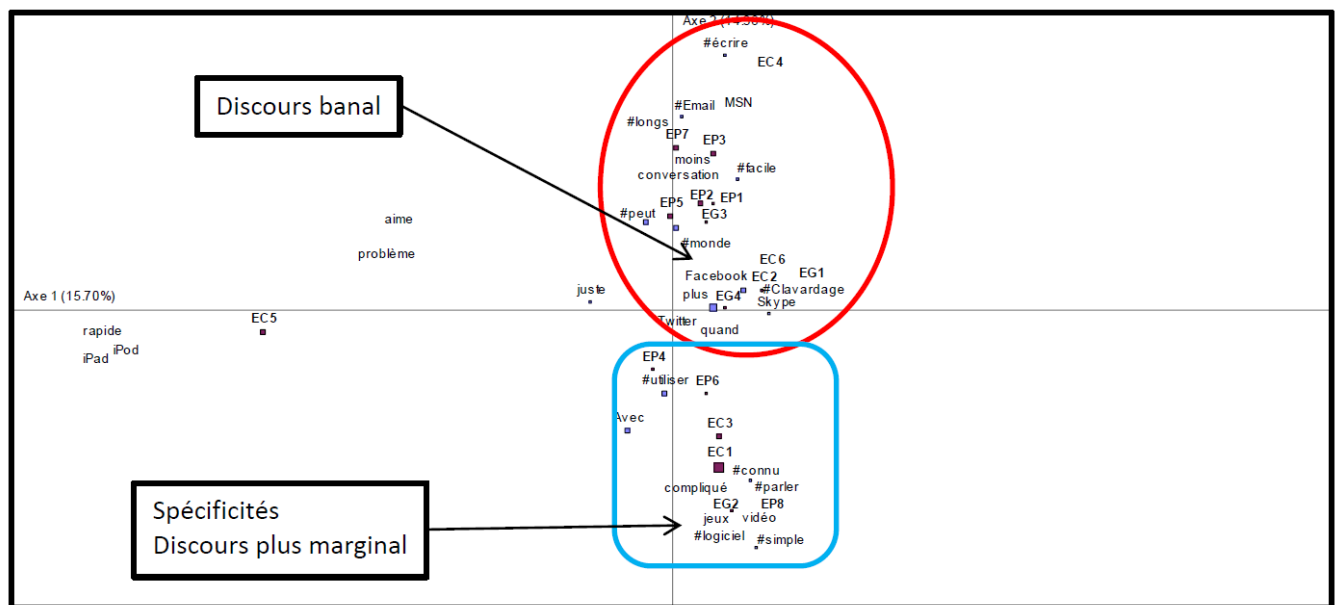 Axe 2 (14.30%)
#écrire
EC4
Discours banal
MSN
#Email
#longs
EP7 EP3
moins
#facile
conversation
EP2 EP1
EP5
#peut EG3
aime
#monde
problème
EC6
Facebook EC2 EG1
Axe 1 (15.70%) juste plus EG4 #Clavardage
Skype
EC5 Twitter quand
rapide
iPod
iPad
EP4
#utiliser EP6
Avec
EC3
EC1
#connu
compliqué #parler
Spécificités
Discours plus marginal
EG2 EP8
jeux vidéo
#logiciel #simple